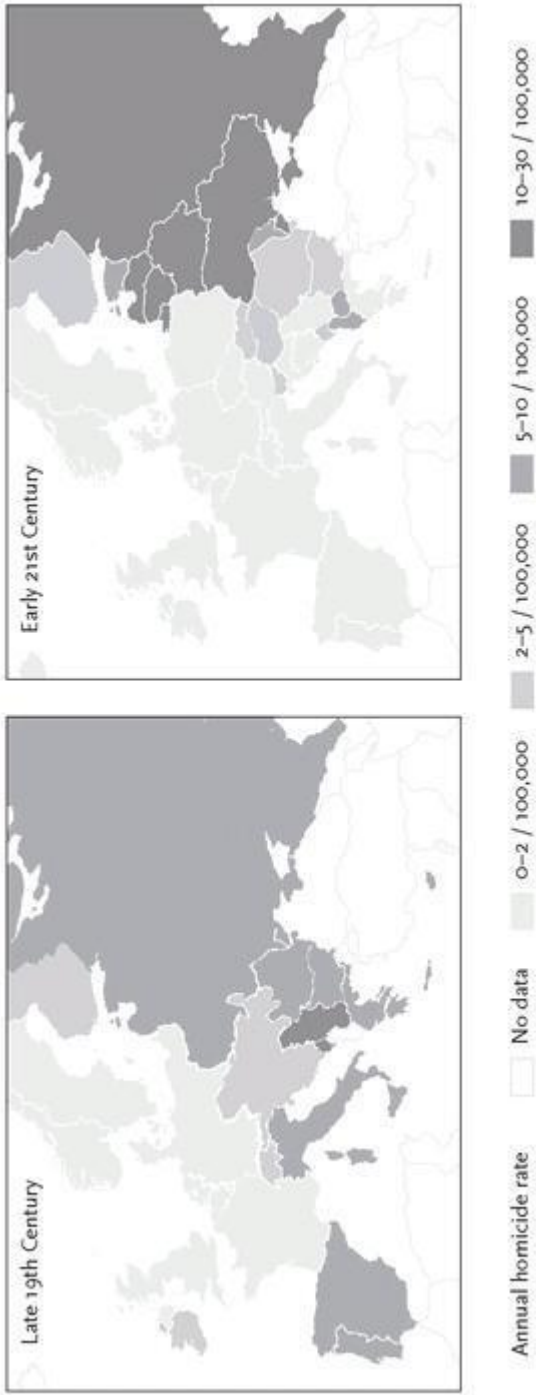 Late 19th Century
Early 21st Century
Annual homicide rate
No data
0–2 / 100,000
2–5 / 100,000
5–10 / 100,000
10–30 / 100,000